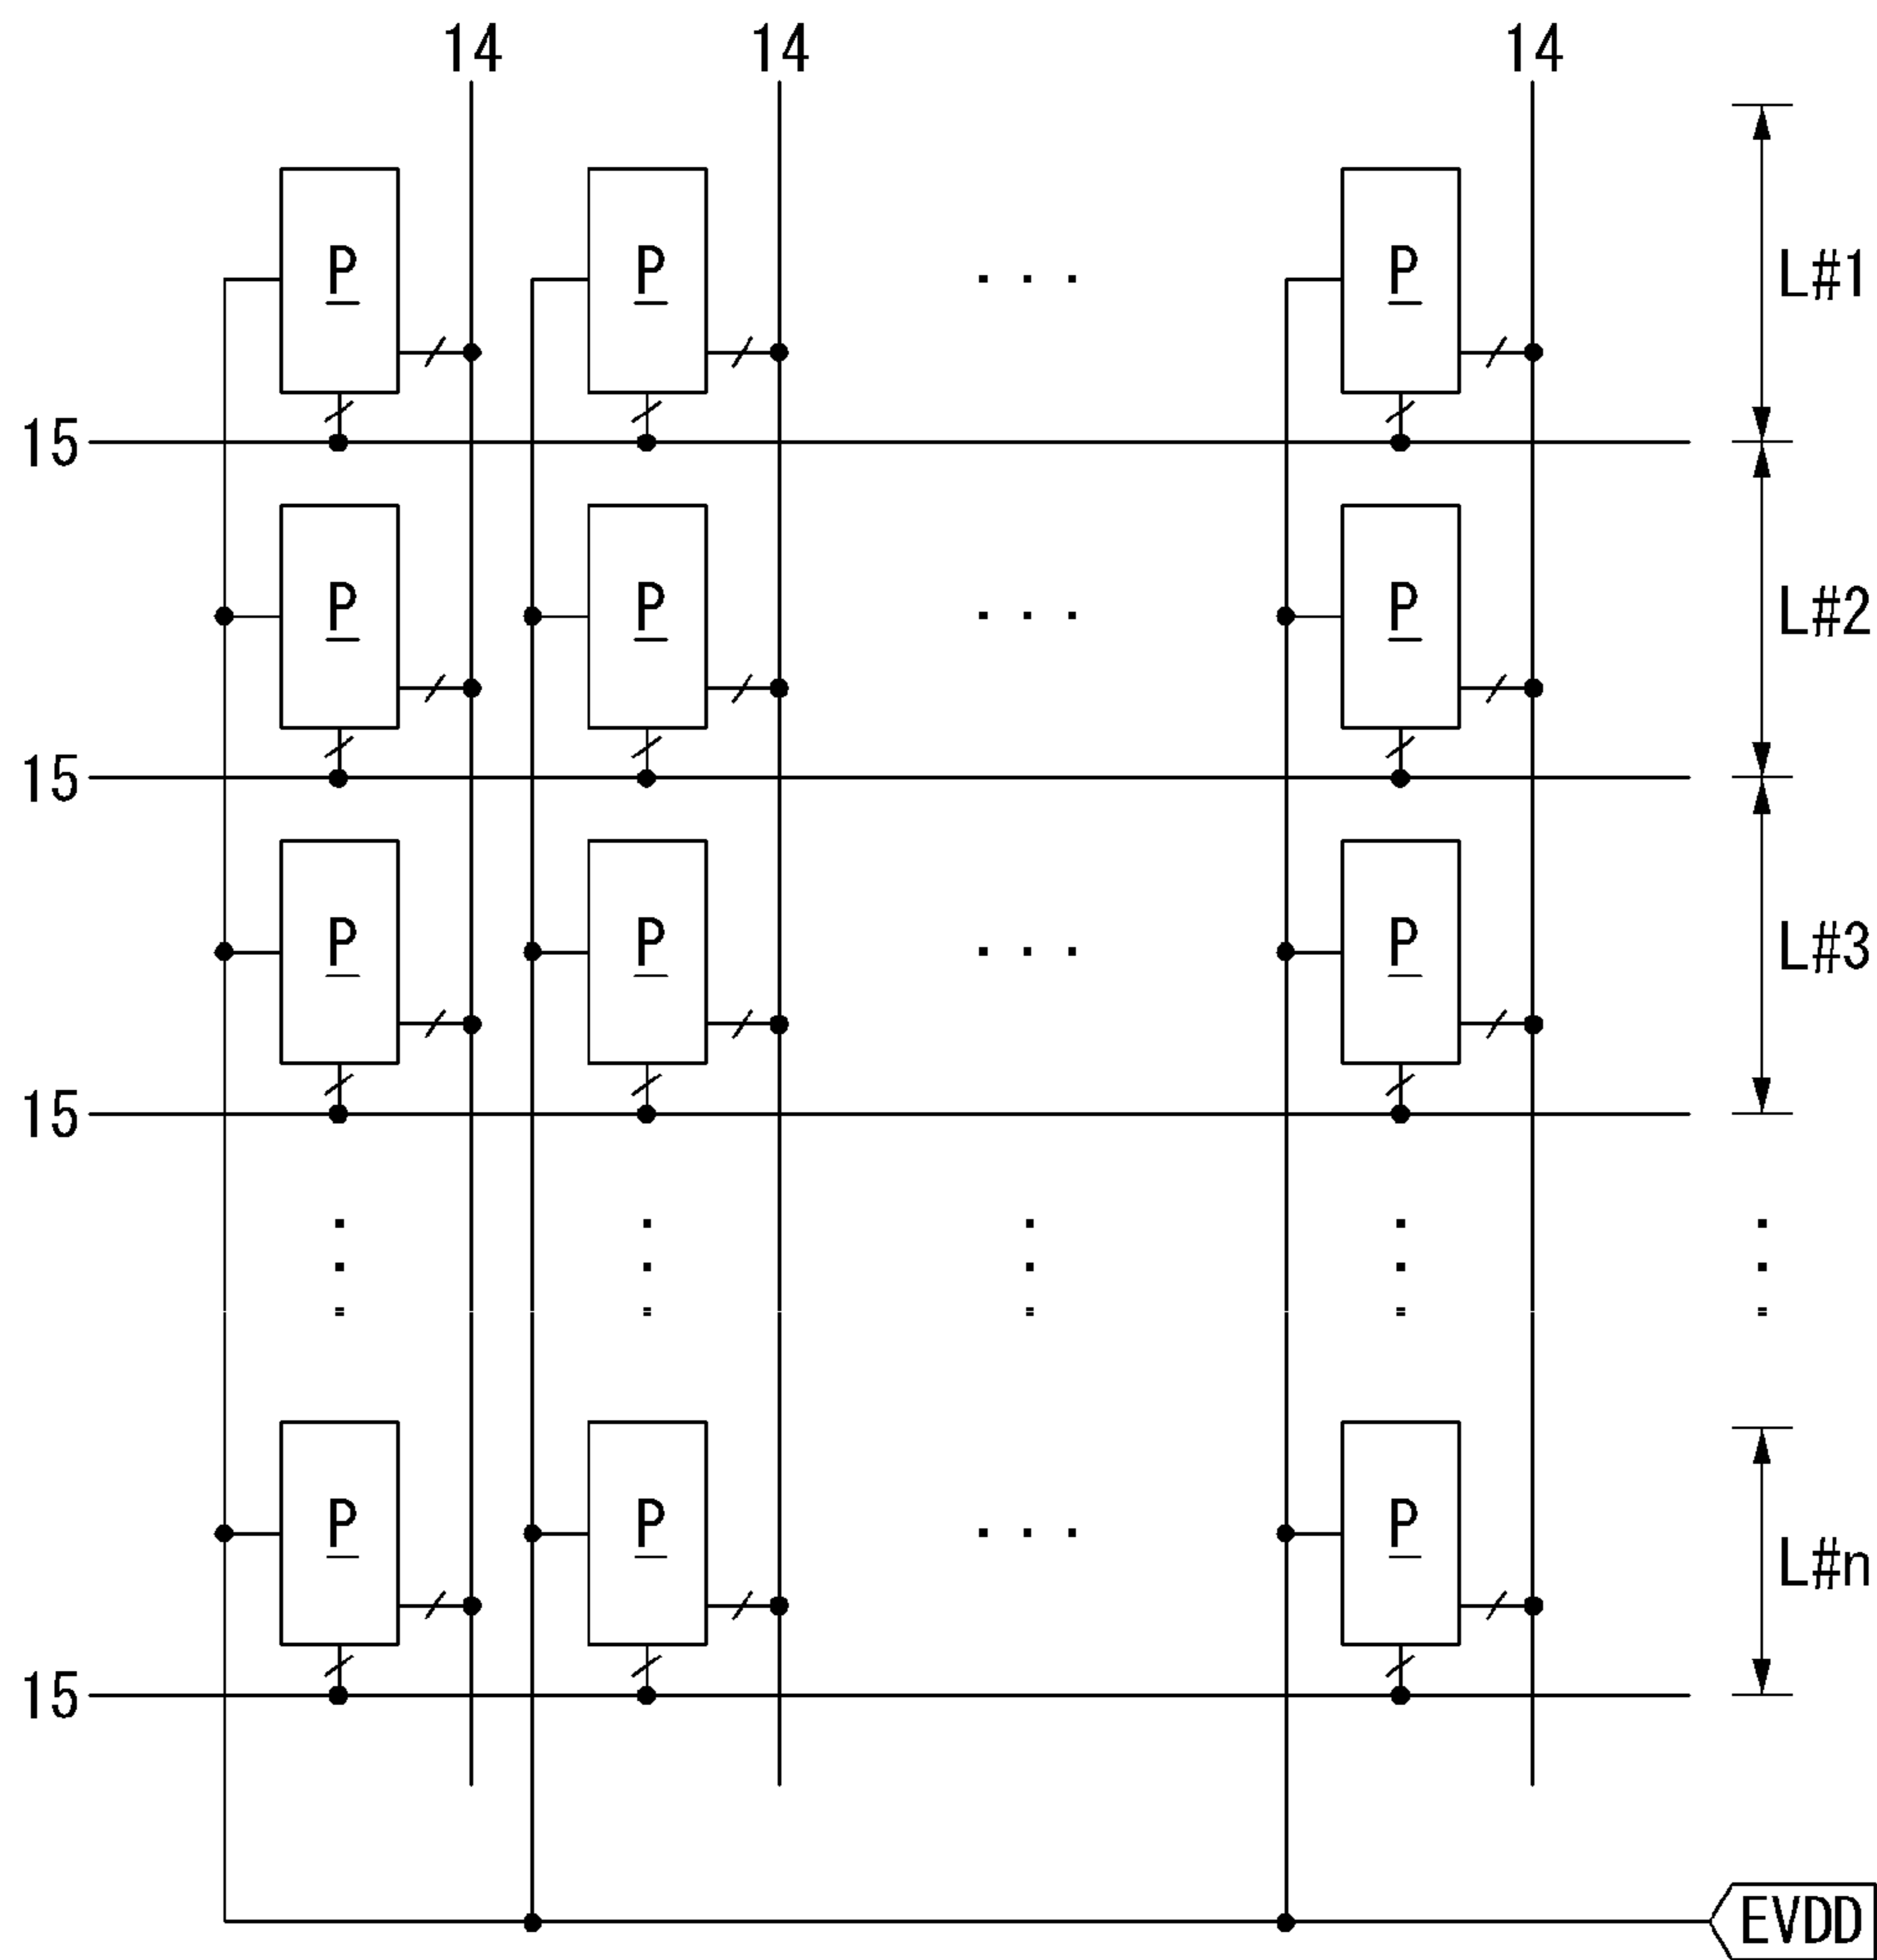 14 14 14
P P . . . P L#1
15
P P . . . P L#2
15
P P . . . P L#3
15
P P . . . P L#n
15
EVDD